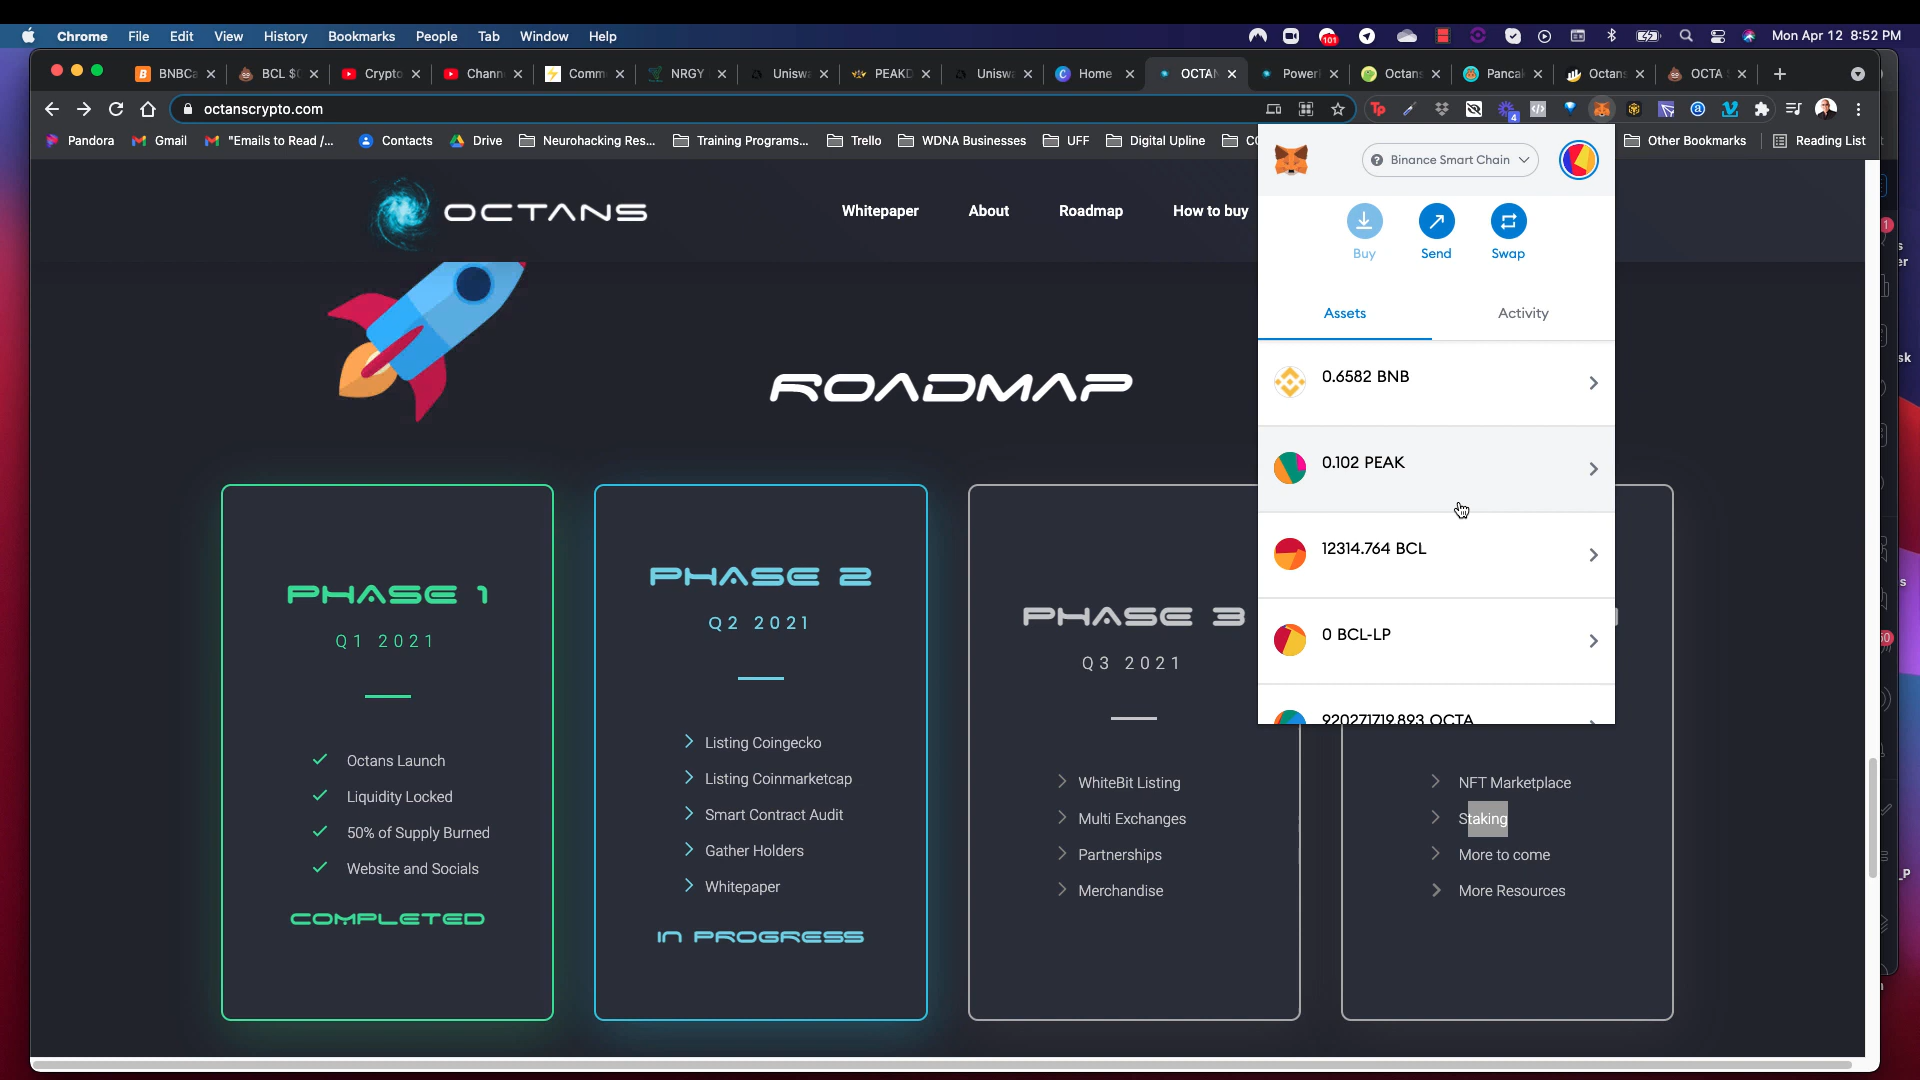 Chrome File Edit View History Bookmarks People Tab Window Help
101
Mon Apr 12 8:52 PM
BNBCa
BCL $(
Crypto
Chann
Comm
NRGY
Uniswa
PEAKD
Uniswa
Home
OCTAN
Power
Octans
Pancak
Octans
OCTA
octanscrypto.com
4
Pandora
Gmail
"Emails to Read /...
Contacts
Drive
Neurohacking Res...
Training Programs...
Trello
WDNA Businesses
UFF
Digital Upline
Other Bookmarks
Reading List
OCTANS
Whitepaper
About
Roadmap
How to buy
Binance Smart Chain
Buy
Send
Swap
Assets
Activity
0.6582 BNB
0.102 PEAK
12314.764 BCL
0 BCL-LP
920271719.893 OCTA
ROADMAP
PHASE 1
Q1 2021
Octans Launch
Liquidity Locked
50% of Supply Burned
Website and Socials
COMPLETED
PHASE 2
Q2 2021
Listing Coingecko
Listing Coinmarketcap
Smart Contract Audit
Gather Holders
Whitepaper
IN PROGRESS
PHASE 3
Q3 2021
WhiteBit Listing
Multi Exchanges
Partnerships
Merchandise
NFT Marketplace
Staking
More to come
More Resources